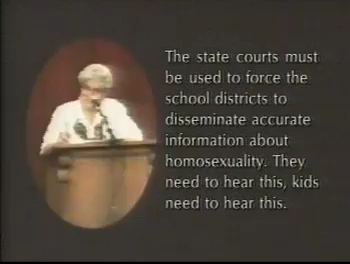 The state courts must
be used to force the
school districts to
disseminate accurate
information about
homosexuality. They
need to hear this, kids
need to hear this.